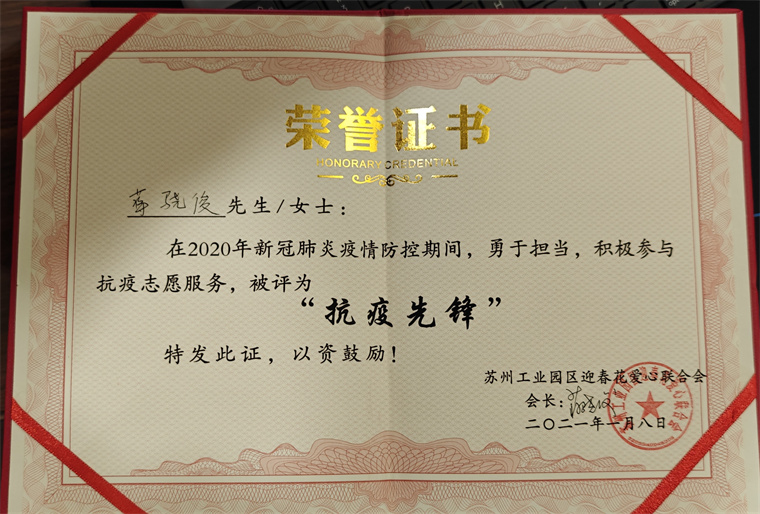 荣誉证书
HONORARY CREDENTIAL
骁俊 先生/女士：
在2020年新冠肺炎疫情防控期间，勇于担当，积极参与
抗疫志愿服务，被评为
“抗疫先锋”
特发此证，以资鼓励！
苏州工业园区迎春花爱心联合会
会长：
二〇二一年一月八日